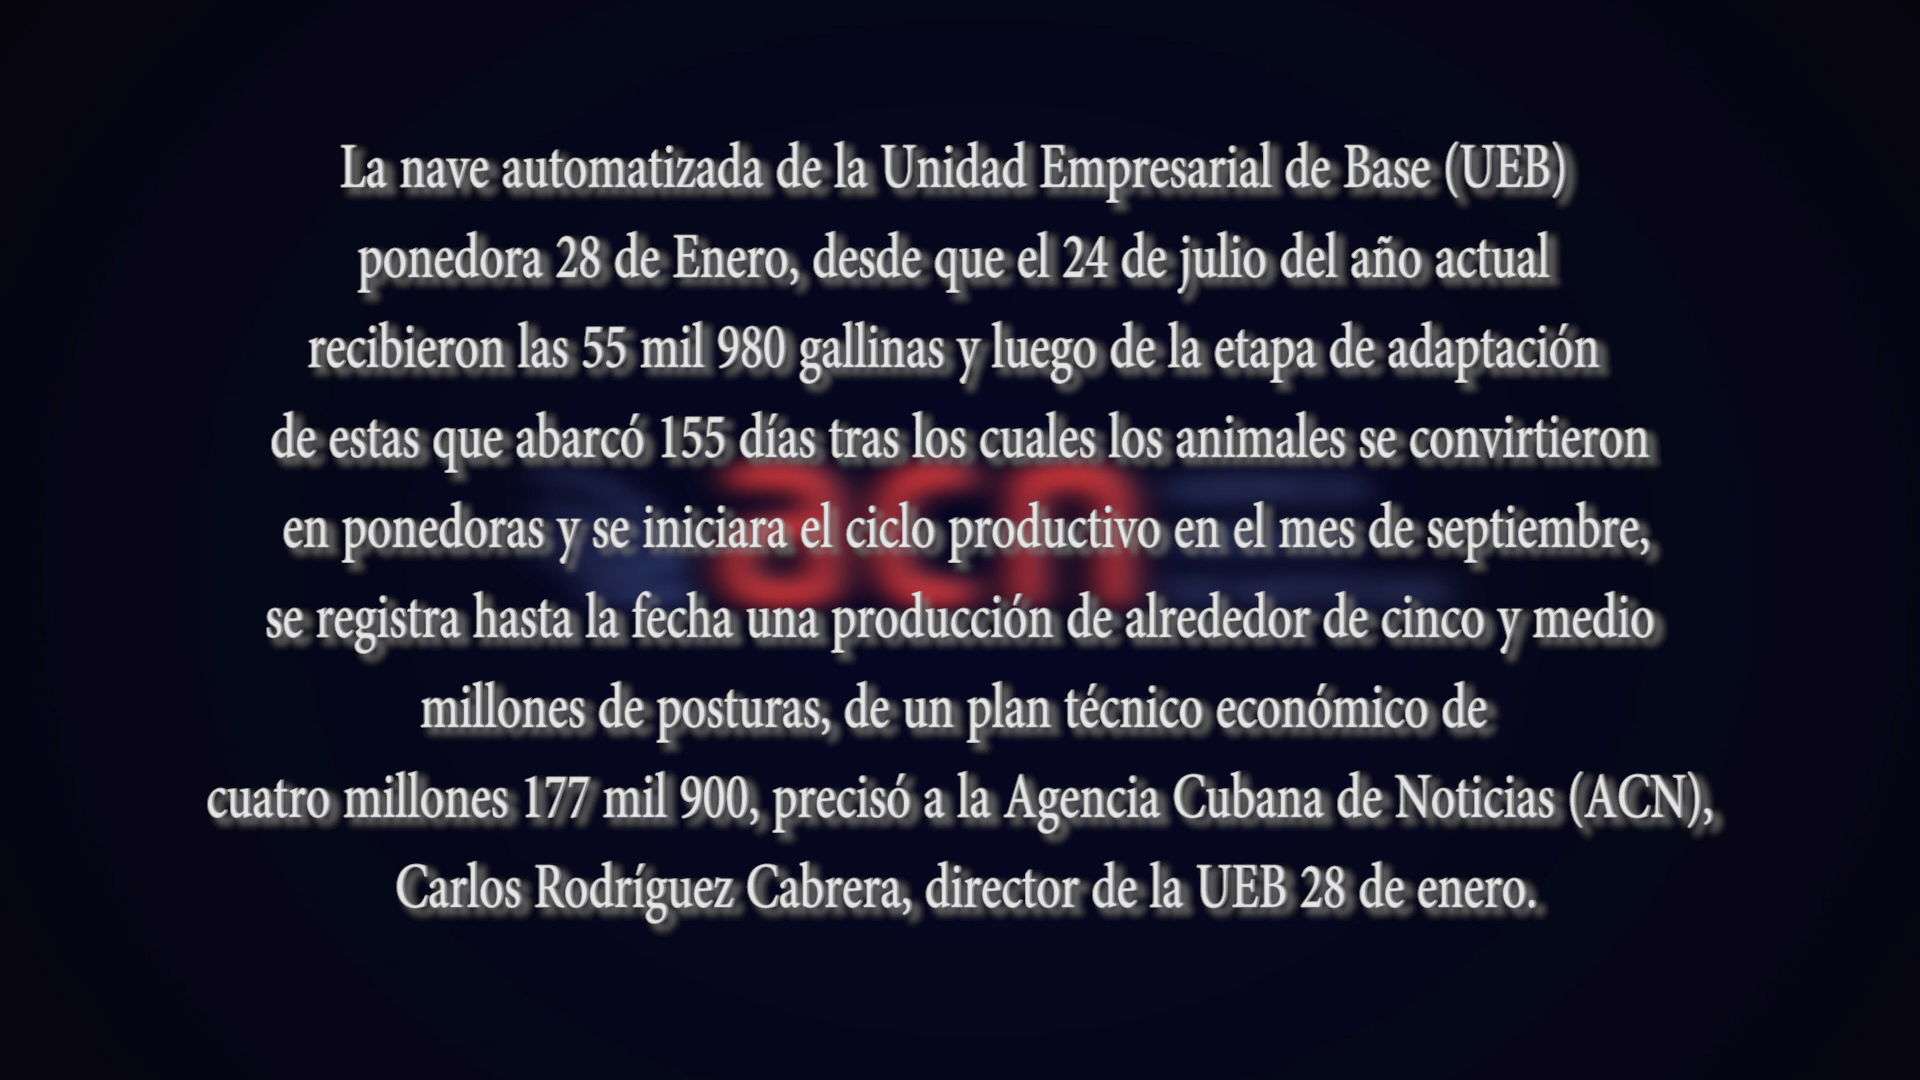 La nave automatizada de la Unidad Empresarial de Base (UEB)
ponedora 28 de Enero, desde que el 24 de julio del año actual
recibieron las 55 mil 980 gallinas y luego de la etapa de adaptación
de estas que abarcó 155 días tras los cuales los animales se convirtieron
en ponedoras y se iniciara el ciclo productivo en el mes de septiembre,
se registra hasta la fecha una producción de alrededor de cinco y medio
millones de posturas, de un plan técnico económico de
cuatro millones 177 mil 900, precisó a la Agencia Cubana de Noticias (ACN),
Carlos Rodríguez Cabrera, director de la UEB 28 de enero.
acn